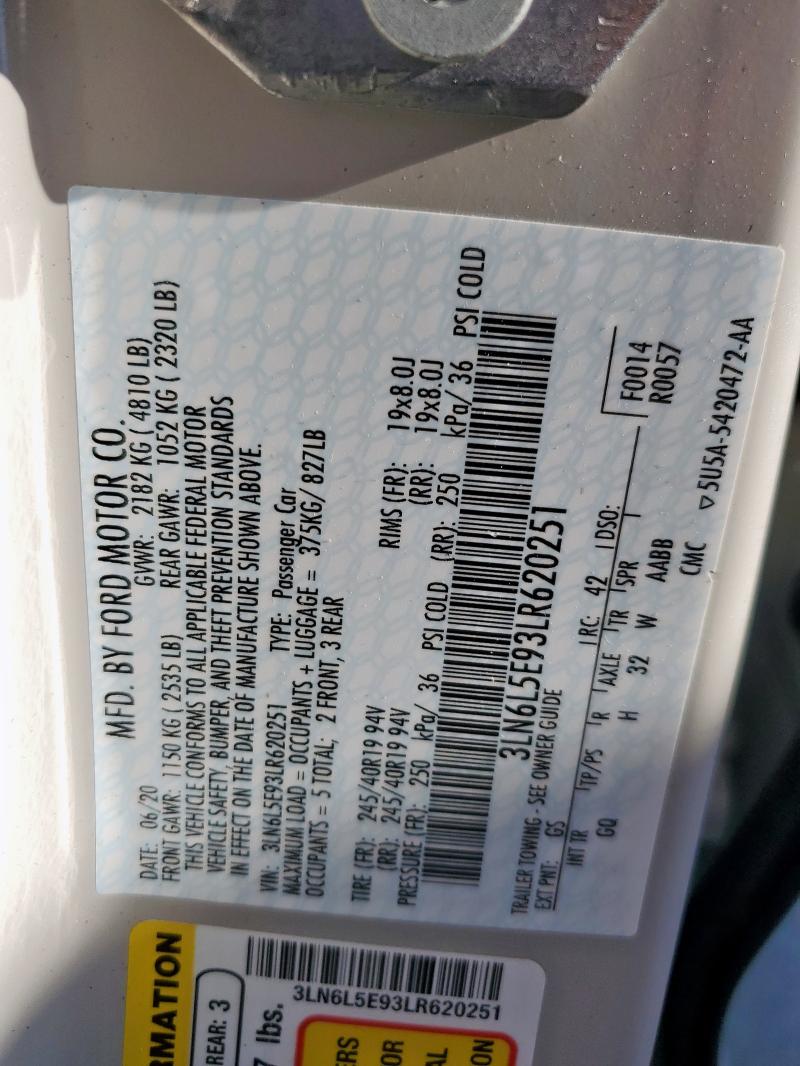 MFD. BY FORD MOTOR CO.
DATE: 06/20 GVWR: 2182 KG ( 4810 LB)
FRONT GAWR: 1150 KG ( 2535 LB) REAR GAWR: 1052 KG ( 2320 LB)
THIS VEHICLE CONFORMS TO ALL APPLICABLE FEDERAL MOTOR
VEHICLE SAFETY, BUMPER, AND THEFT PREVENTION STANDARDS
IN EFFECT ON THE DATE OF MANUFACTURE SHOWN ABOVE.
VIN: 3LN6L5E93LR620251 TYPE: Passenger Car
MAXIMUM LOAD = OCCUPANTS + LUGGAGE = 375KG/ 827LB
OCCUPANTS = 5 TOTAL; 2 FRONT, 3 REAR
TIRE (FR): 245/40R19 94V RIMS (FR): 19x8.0J
(RR): 245/40R19 94V (RR): 19x8.0J
PRESSURE (FR): 250 kPa/ 36 PSI COLD (RR): 250 kPa/ 36 PSI COLD
3LN6L5E93LR620251
TRAILER TOWING - SEE OWNER GUIDE
EXT PNT: GS RC: 42 DSO: F0014
R0057
INT TR TP/PS R AXLE TR SPR
GQ H 32 W AABB
CMC ▽5U5A-5420472-AA
RMATION
REAR: 3
7 lbs.
3LN6L5E93LR620251
ERS
OR
AL
ON